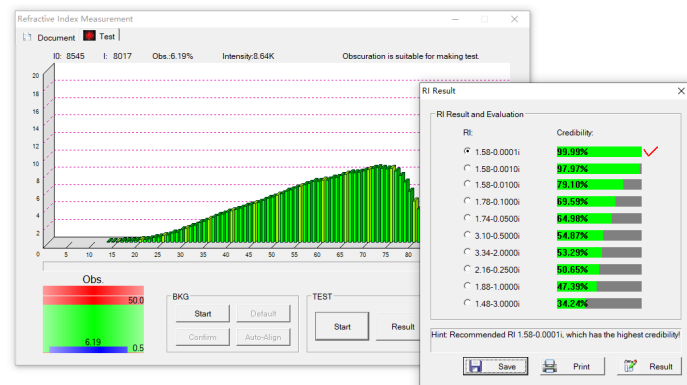 Refractive Index Measurement
Document Test
I0: 8545 I: 8017 Obs.:6.19% Intensity:8.64K Obscuration is suitable for making test.
20
18
16
14
12
10
8
6
4
2
0 5 10 15 20 25 30 35 40 45 50 55 60 65 70 75 80
Obs.
50.0
6.19
0.5
BKG
Start Default
Confirm Auto-Align
TEST
Start Result
RI Result
RI Result and Evaluation
RI: Credibility:
1.58-0.0001i 99.99%
1.58-0.0010i 97.97%
1.58-0.0100i 79.10%
1.78-0.1000i 69.59%
1.74-0.0500i 64.98%
3.10-0.5000i 54.87%
3.34-2.0000i 53.29%
2.16-0.2500i 50.65%
1.88-1.0000i 47.39%
1.48-3.0000i 34.24%
Hint: Recommended RI 1.58-0.0001i, which has the highest credibility!
Save Print Result